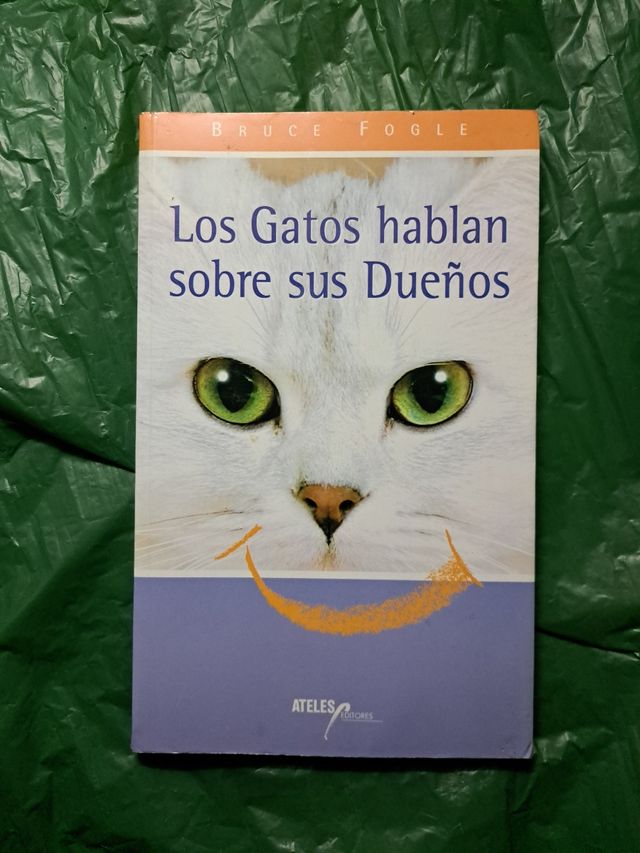 BRUCE FOGLE
Los Gatos hablan
sobre sus Dueños
ATELES
EDITORES